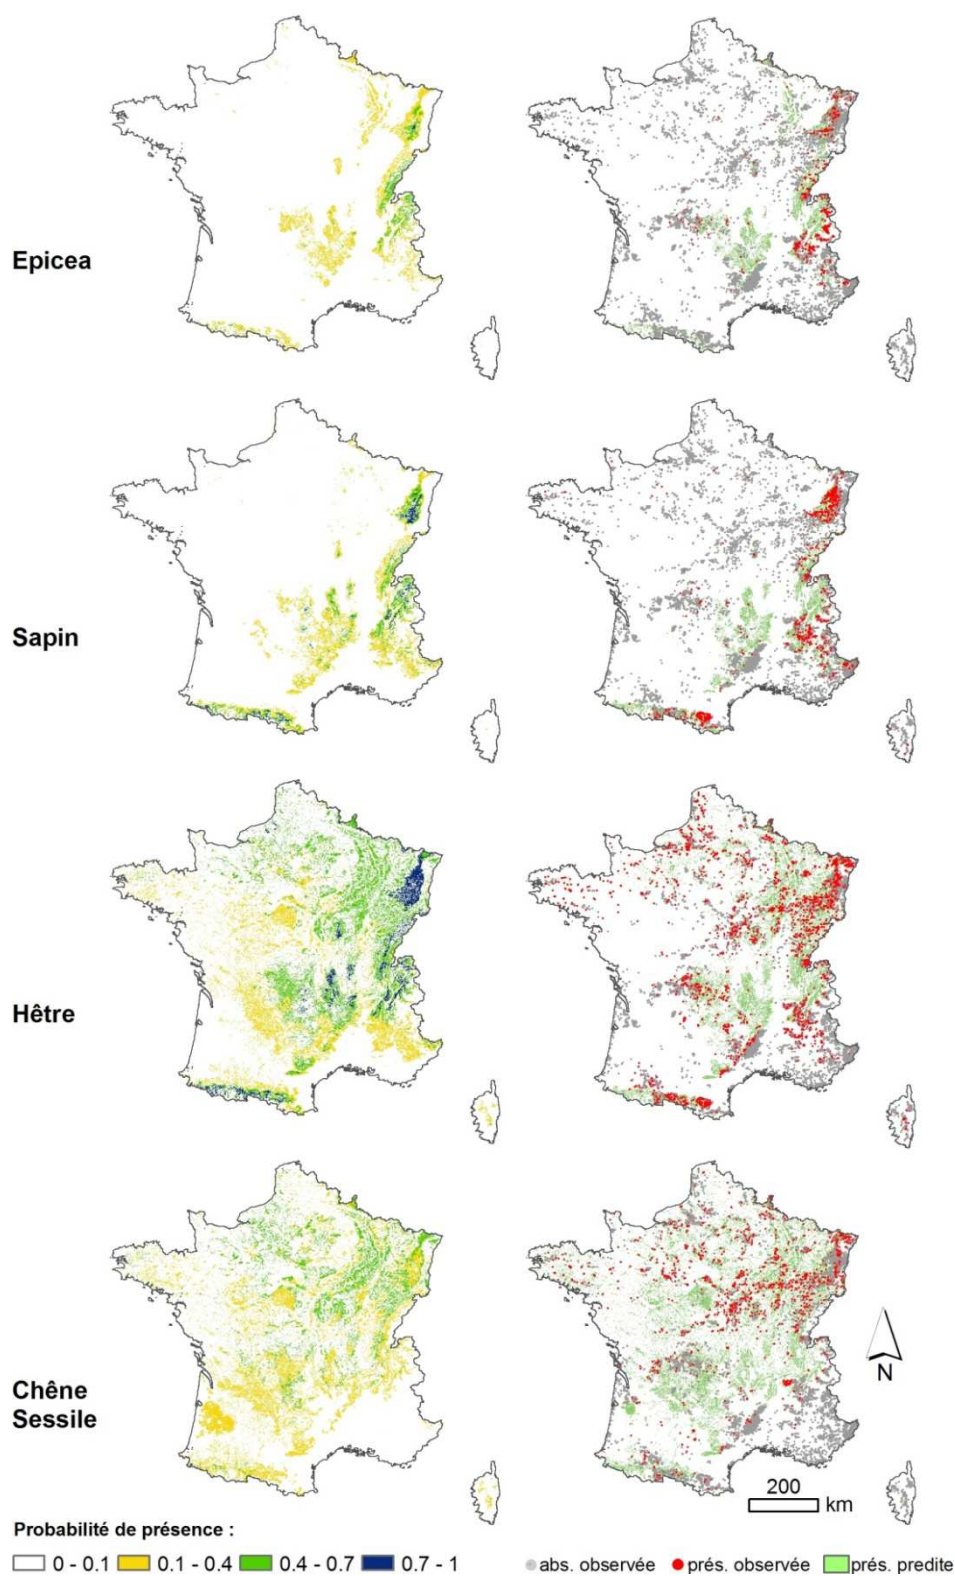 Epicea
Sapin
Hêtre
Chêne
Sessile
N
200
km
Probabilité de présence :
0 - 0.1 0.1 - 0.4 0.4 - 0.7 0.7 - 1
abs. observée prés. observée prés. predite